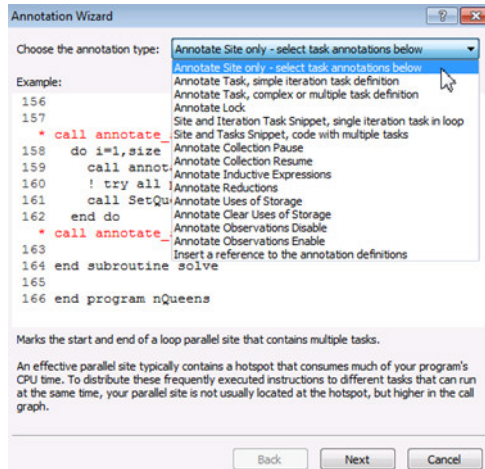 Annotation Wizard
Choose the annotation type:
Annotate Site only - select task annotations below
Annotate Site only - select task annotations below
Annotate Task, simple iteration task definition
Annotate Task, complex or multiple task definition
Annotate Lock
Site and Iteration Task Snippet, single iteration task in loop
Site and Tasks Snippet, code with multiple tasks
Annotate Collection Pause
Annotate Collection Resume
Annotate Inductive Expressions
Annotate Reductions
Annotate Uses of Storage
Annotate Clear Uses of Storage
Annotate Observations Disable
Annotate Observations Enable
Insert a reference to the annotation definitions
Example:
156
157
* call annotate_
158 do i=1,size
159 call annot
160 ! try all
161 call SetQu
162 end do
* call annotate_
163
164 end subroutine solve
165
166 end program nQueens
Marks the start and end of a loop parallel site that contains multiple tasks.
An effective parallel site typically contains a hotspot that consumes much of your program's
CPU time. To distribute these frequently executed instructions to different tasks that can run
at the same time, your parallel site is not usually located at the hotspot, but higher in the call
graph.
Back Next Cancel